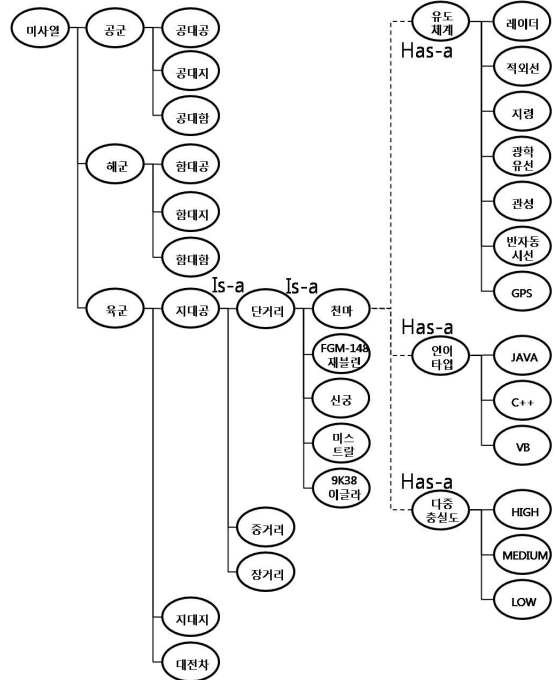 미사일
공군
공대공
공대지
공대함
해군
함대공
함대지
함대함
육군
지대공
Is-a
단거리
Is-a
천마
FGM-148
재블린
신궁
미스
트랄
9K38
이글라
중거리
장거리
지대지
대전차
유도
체계
Has-a
레이더
적외선
지령
광학
유선
관성
반자동
시선
GPS
Has-a
언어
타입
JAVA
C++
VB
Has-a
다중
충실도
HIGH
MEDIUM
LOW